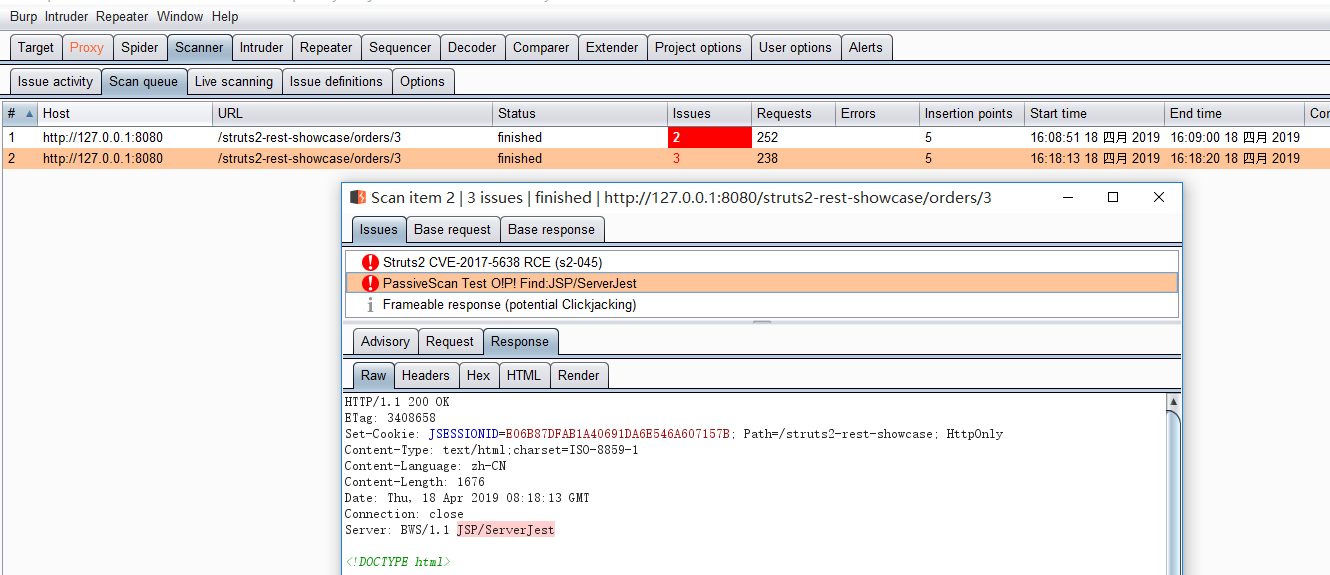 Burp Intruder Repeater Window Help
Target Proxy Spider Scanner Intruder Repeater Sequencer Decoder Comparer Extender Project options User options Alerts
Issue activity Scan queue Live scanning Issue definitions Options
# Host URL Status Issues Requests Errors Insertion points Start time End time Con
1 http://127.0.0.1:8080 /struts2-rest-showcase/orders/3 finished 2 252 5 16:08:51 18 四月 2019 16:09:00 18 四月 2019
2 http://127.0.0.1:8080 /struts2-rest-showcase/orders/3 finished 3 238 5 16:18:13 18 四月 2019 16:18:20 18 四月 2019
Scan item 2 | 3 issues | finished | http://127.0.0.1:8080/struts2-rest-showcase/orders/3
Issues Base request Base response
Struts2 CVE-2017-5638 RCE (s2-045)
PassiveScan Test O!P! Find:JSP/ServerJest
Frameable response (potential Clickjacking)
Advisory Request Response
Raw Headers Hex HTML Render
HTTP/1.1 200 OK
ETag: 3408658
Set-Cookie: JSESSIONID=E06B87DFAB1A40691DA6E546A607157B; Path=/struts2-rest-showcase; HttpOnly
Content-Type: text/html;charset=ISO-8859-1
Content-Language: zh-CN
Content-Length: 1676
Date: Thu, 18 Apr 2019 08:18:13 GMT
Connection: close
Server: BWS/1.1 JSP/ServerJest
<!DOCTYPE html>